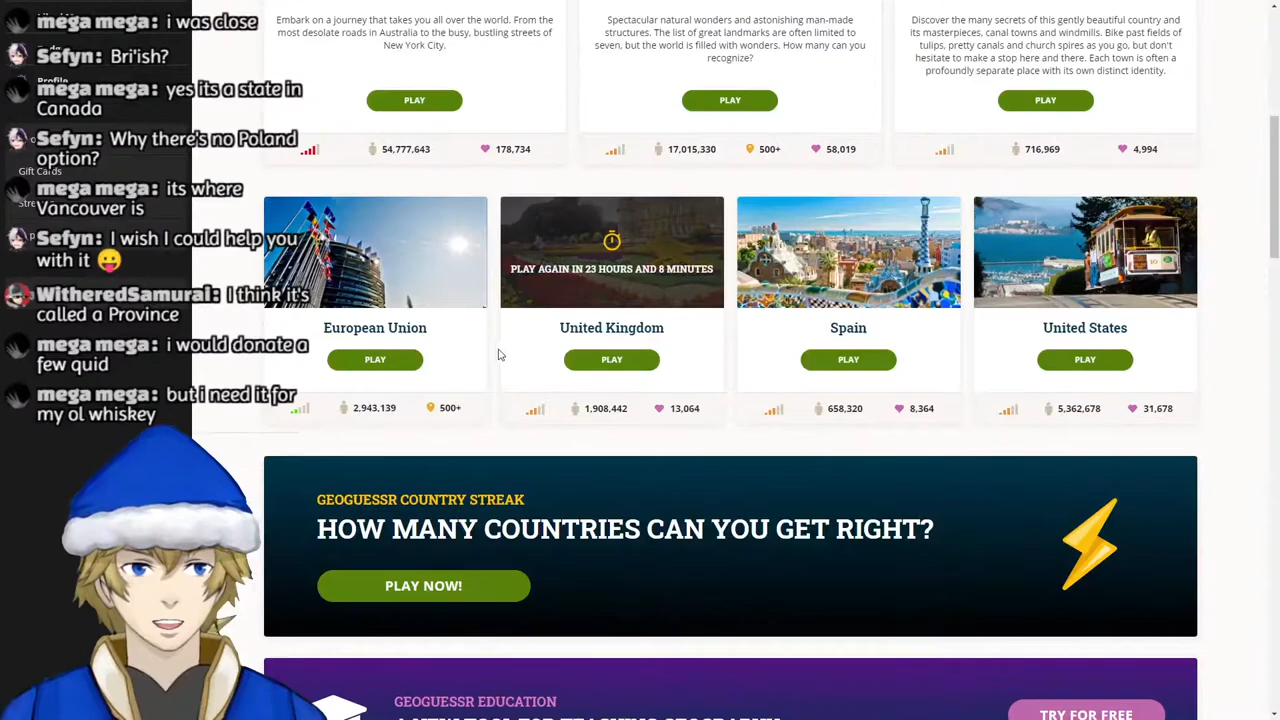 mega mega: i was close
Sefyn: Bri'ish?
Profile
mega mega: yes its a state in
Canada
Sefyn: Why there's no Poland
option?
Gift Cards
mega mega: its where
Vancouver is
Sefyn: I wish I could help you
with it 😛
WitheredSamurai: I think it's
called a Province
mega mega: i would donate a
few quid
mega mega: but i need it for
my ol whiskey
Embark on a journey that takes you all over the world. From the
most desolate roads in Australia to the busy, bustling streets of
New York City.
PLAY
54,777,643 178,734
Spectacular natural wonders and astonishing man-made
structures. The list of great landmarks are often limited to
seven, but the world is filled with wonders. How many can you
recognize?
PLAY
17,015,330 500+ 58,019
Discover the many secrets of this gently beautiful country and
its masterpieces, canal towns and windmills. Bike past fields of
tulips, pretty canals and church spires as you go, but don't
hesitate to make a stop here and there. Each town is often a
profoundly separate place with its own distinct identity.
PLAY
716,969 4,994
European Union
PLAY
2,943,139 500+
PLAY AGAIN IN 23 HOURS AND 8 MINUTES
United Kingdom
PLAY
1,908,442 13,064
Spain
PLAY
658,320 8,364
United States
PLAY
5,362,678 31,678
GEOGUESSR COUNTRY STREAK
HOW MANY COUNTRIES CAN YOU GET RIGHT?
PLAY NOW!
GEOGUESSR EDUCATION
A NEW TOOL FOR TEACHING GEOGRAPHY
TRY FOR FREE